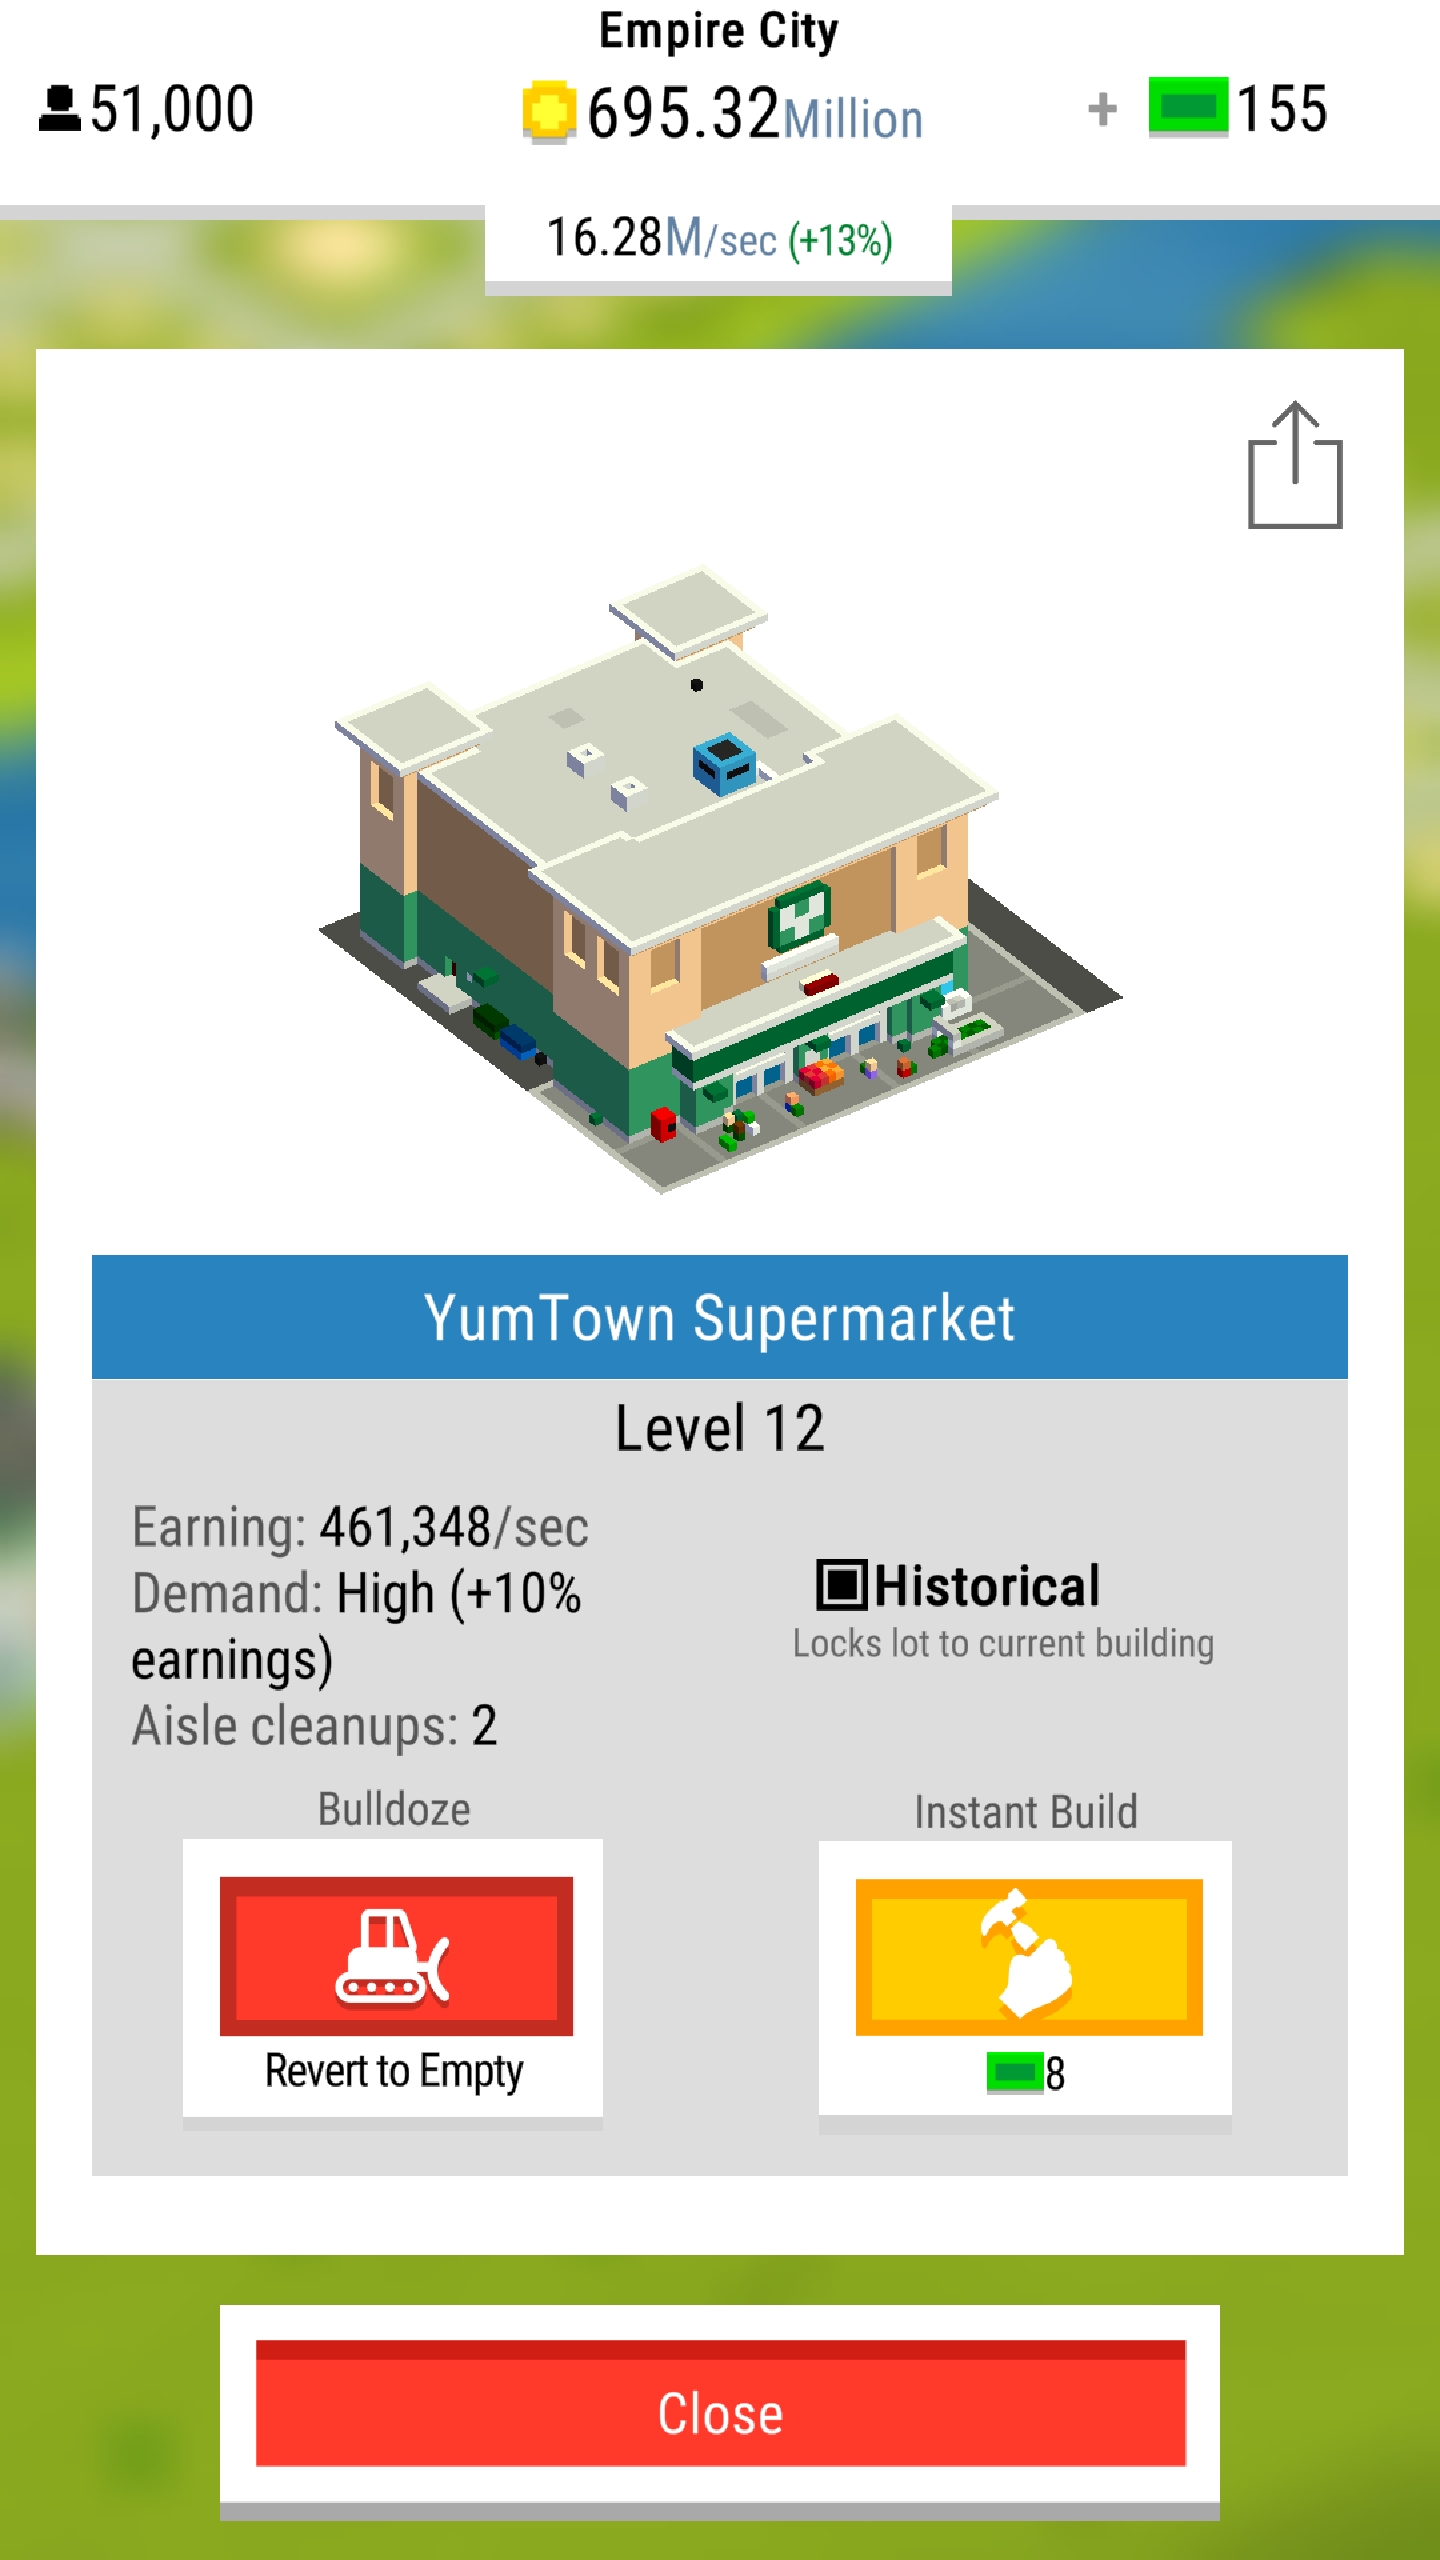 Empire City
51,000
695.32Million
+ 155
16.28M/sec (+13%)
YumTown Supermarket
Level 12
Earning: 461,348/sec
Demand: High (+10%
earnings)
Aisle cleanups: 2
Historical
Locks lot to current building
Bulldoze
Revert to Empty
Instant Build
8
Close